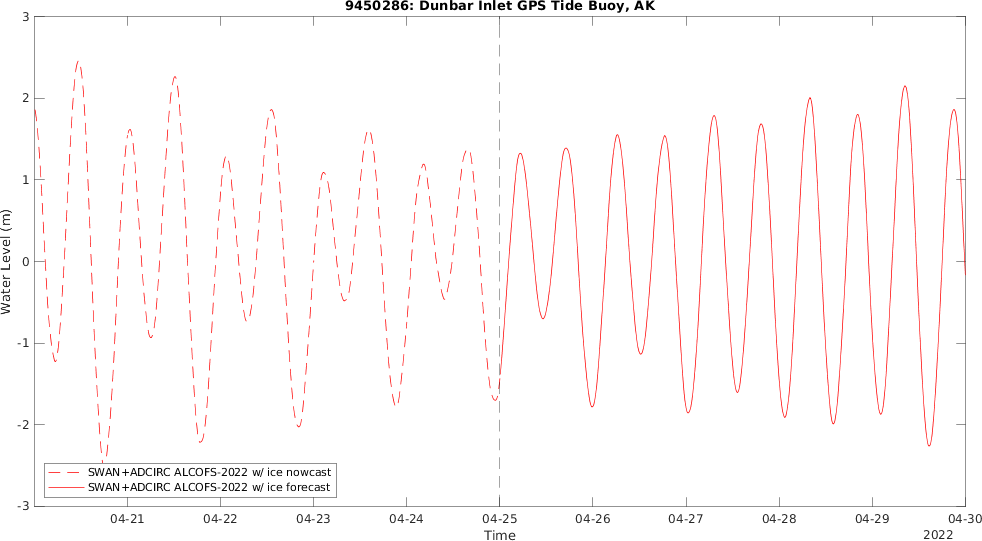 9450286: Dunbar Inlet GPS Tide Buoy, AK
3
2
1
0
-1
-2
-3
Water Level (m)
SWAN+ADCIRC ALCOFS-2022 w/ ice nowcast
SWAN+ADCIRC ALCOFS-2022 w/ ice forecast
04-21 04-22 04-23 04-24 04-25 04-26 04-27 04-28 04-29 04-30
Time
2022